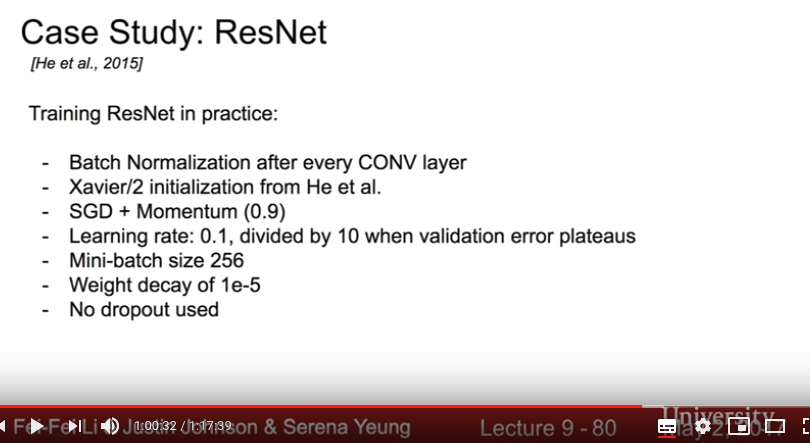 Case Study: ResNet
[He et al., 2015]
Training ResNet in practice:
- Batch Normalization after every CONV layer
- Xavier/2 initialization from He et al.
- SGD + Momentum (0.9)
- Learning rate: 0.1, divided by 10 when validation error plateaus
- Mini-batch size 256
- Weight decay of 1e-5
- No dropout used
University
Fei-Fei Li & Justin Johnson & Serena Yeung
1:00:32 / 1:17:39
Lecture 9 - 80